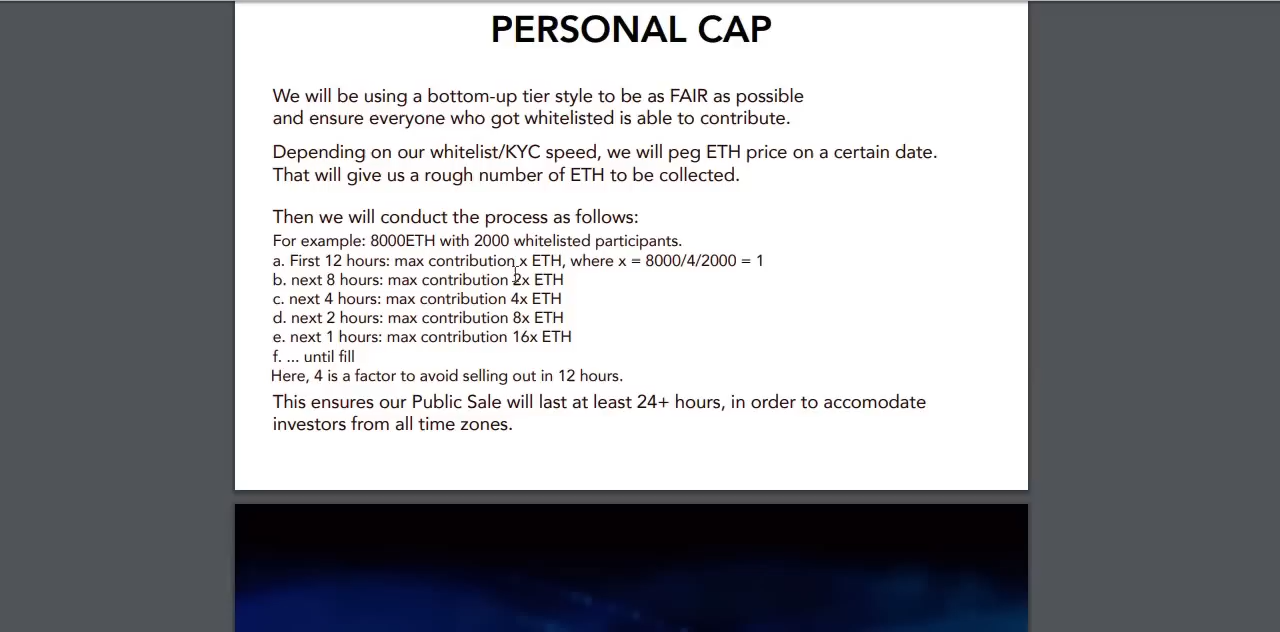 PERSONAL CAP
We will be using a bottom-up tier style to be as FAIR as possible
and ensure everyone who got whitelisted is able to contribute.
Depending on our whitelist/KYC speed, we will peg ETH price on a certain date.
That will give us a rough number of ETH to be collected.
Then we will conduct the process as follows:
For example: 8000ETH with 2000 whitelisted participants.
a. First 12 hours: max contribution x ETH, where x = 8000/4/2000 = 1
b. next 8 hours: max contribution 2x ETH
c. next 4 hours: max contribution 4x ETH
d. next 2 hours: max contribution 8x ETH
e. next 1 hours: max contribution 16x ETH
f. ... until fill
Here, 4 is a factor to avoid selling out in 12 hours.
This ensures our Public Sale will last at least 24+ hours, in order to accomodate
investors from all time zones.